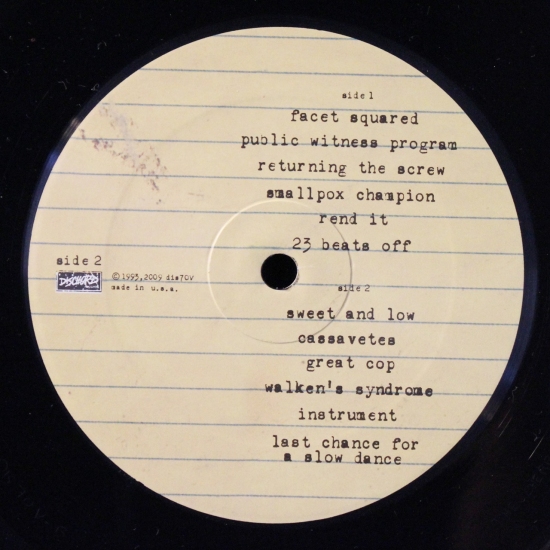 side 1
facet squared
public witness program
returning the screw
smallpox champion
rend it
23 beats off
side 2
DISCHORD
©1993,2009 dis70V
made in u.s.a.
side 2
sweet and low
cassavetes
great cop
walken's syndrome
instrument
last chance for
a slow dance